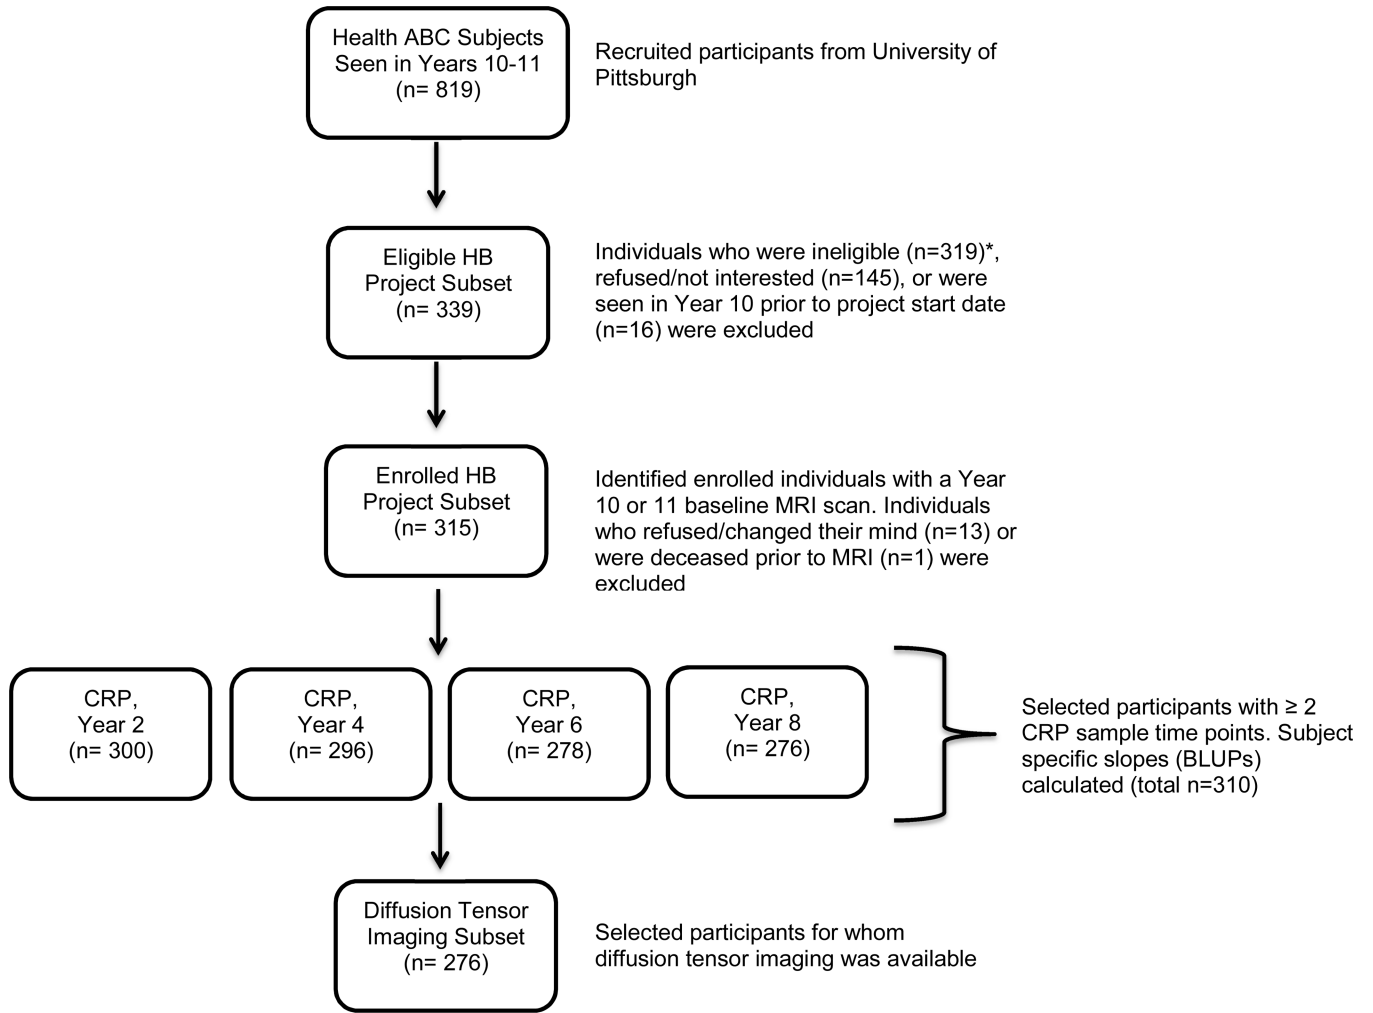 Health ABC Subjects
Seen in Years 10-11
(n= 819)
Recruited participants from University of
Pittsburgh
Eligible HB
Project Subset
(n= 339)
Individuals who were ineligible (n=319)*,
refused/not interested (n=145), or were
seen in Year 10 prior to project start date
(n=16) were excluded
Enrolled HB
Project Subset
(n= 315)
Identified enrolled individuals with a Year
10 or 11 baseline MRI scan. Individuals
who refused/changed their mind (n=13) or
were deceased prior to MRI (n=1) were
excluded
CRP,
Year 2
(n= 300)
CRP,
Year 4
(n= 296)
CRP,
Year 6
(n= 278)
CRP,
Year 8
(n= 276)
Selected participants with ≥ 2
CRP sample time points. Subject
specific slopes (BLUPs)
calculated (total n=310)
Diffusion Tensor
Imaging Subset
(n= 276)
Selected participants for whom
diffusion tensor imaging was available